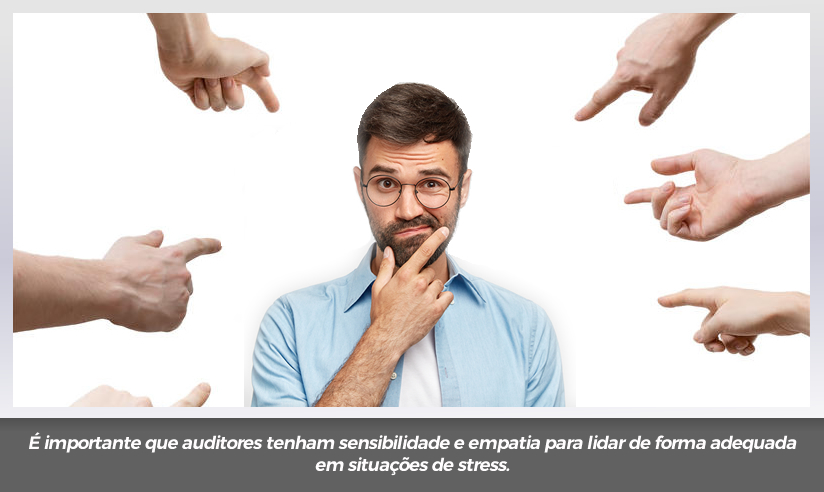 É importante que auditores tenham sensibilidade e empatia para lidar de forma adequada
em situações de stress.